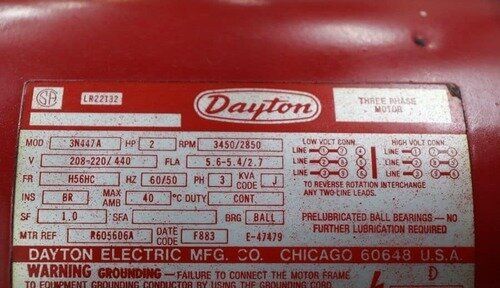 LR22132
Dayton
THREE PHASE
MOTOR
MOD 3N447A HP 2 RPM 3450/2850
V 208-220/440 FLA 5.6-5.4/2.7
FR H56HC HZ 60/50 PH 3 KVA CODE J
INS BR MAX AMB 40 °C DUTY CONT.
SF 1.0 SFA BRG BALL
MTR REF R605606A DATE CODE F883 E-47479
LOW VOLT CONN. HIGH VOLT CONN.
LINE LINE
LINE LINE
LINE LINE
TO REVERSE ROTATION INTERCHANGE
ANY TWO LINE LEADS.
PRELUBRICATED BALL BEARINGS - NO
FURTHER LUBRICATION REQUIRED
DAYTON ELECTRIC MFG. CO. CHICAGO 60648 U.S.A.
WARNING GROUNDING—FAILURE TO CONNECT THE MOTOR FRAME
TO EQUIPMENT GROUNDING CONDUCTOR BY USING THE GROUND